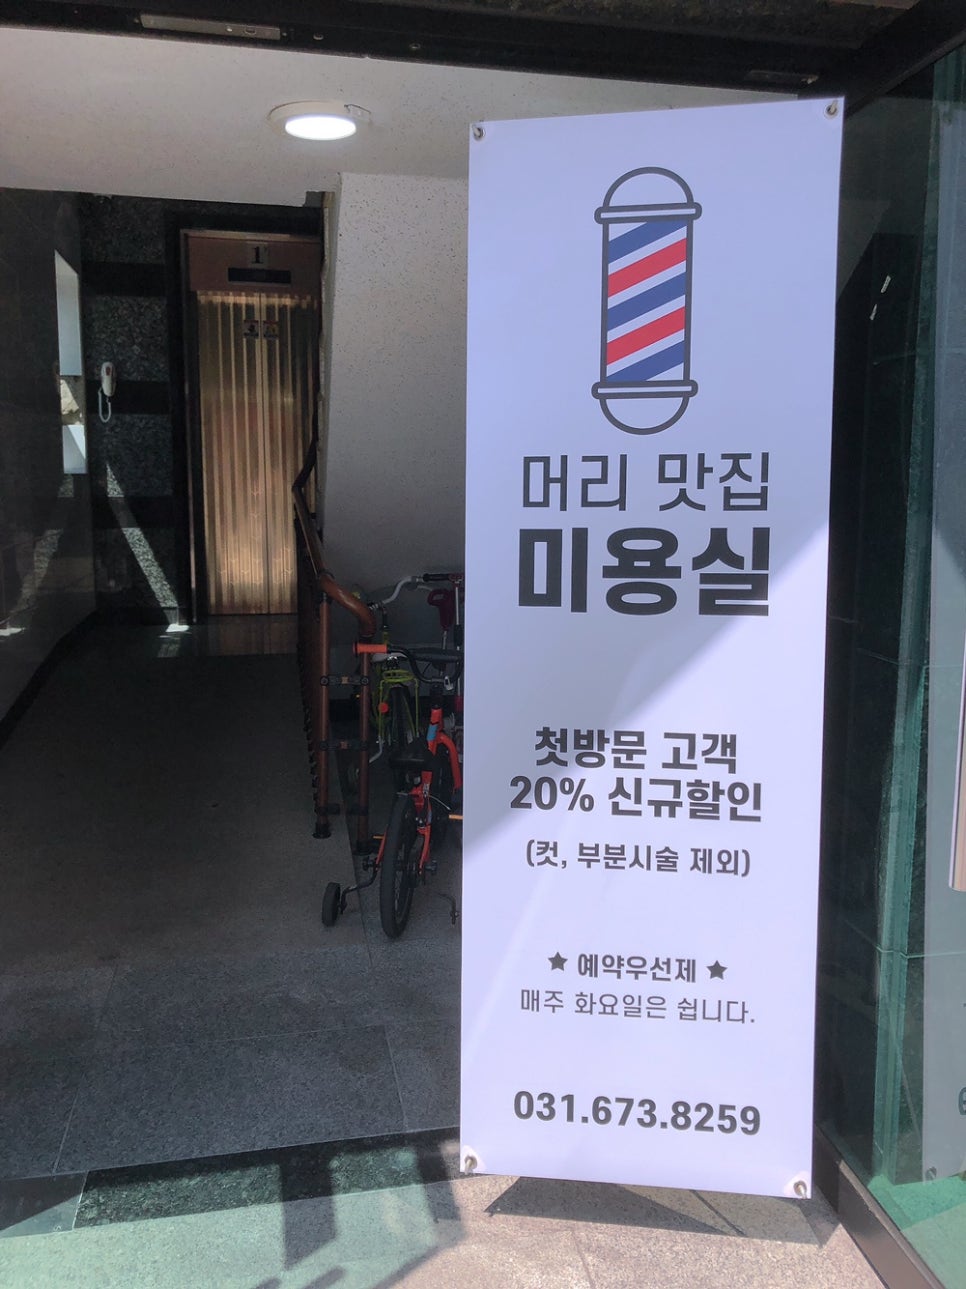 1
머리 맛집
미용실
첫방문 고객
20% 신규할인
(컷, 부분시술 제외)
★ 예약우선제 ★
매주 화요일은 쉽니다.
031.673.8259